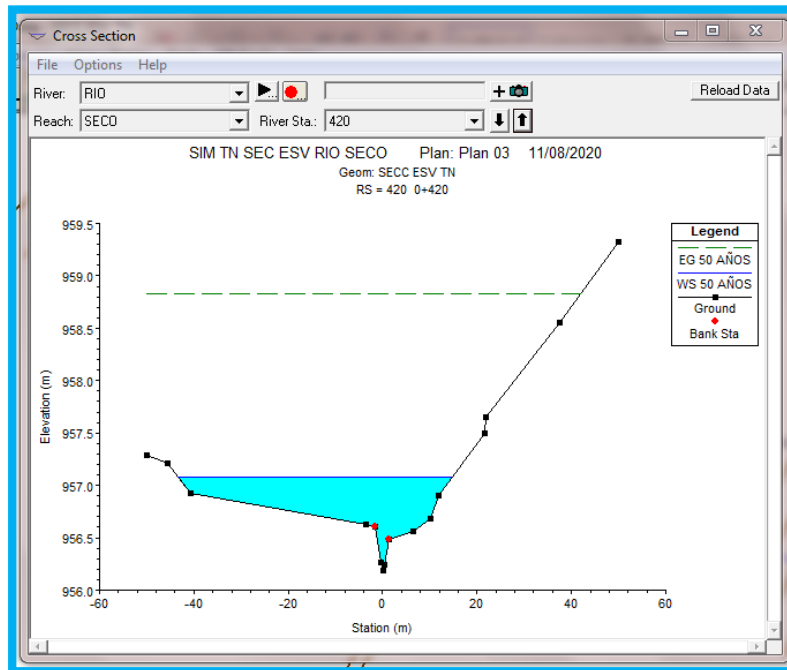 Cross Section
File Options Help
River: RIO
Reload Data
Reach: SECO River Sta.: 420
SIM TN SEC ESV RIO SECO Plan: Plan 03 11/08/2020
Geom: SECC ESV TN
RS = 420 0+420
959.5
959.0
958.5
958.0
957.5
957.0
956.5
956.0
Elevation (m)
-60 -40 -20 0 20 40 60
Station (m)
Legend
EG 50 AÑOS
WS 50 AÑOS
Ground
Bank Sta